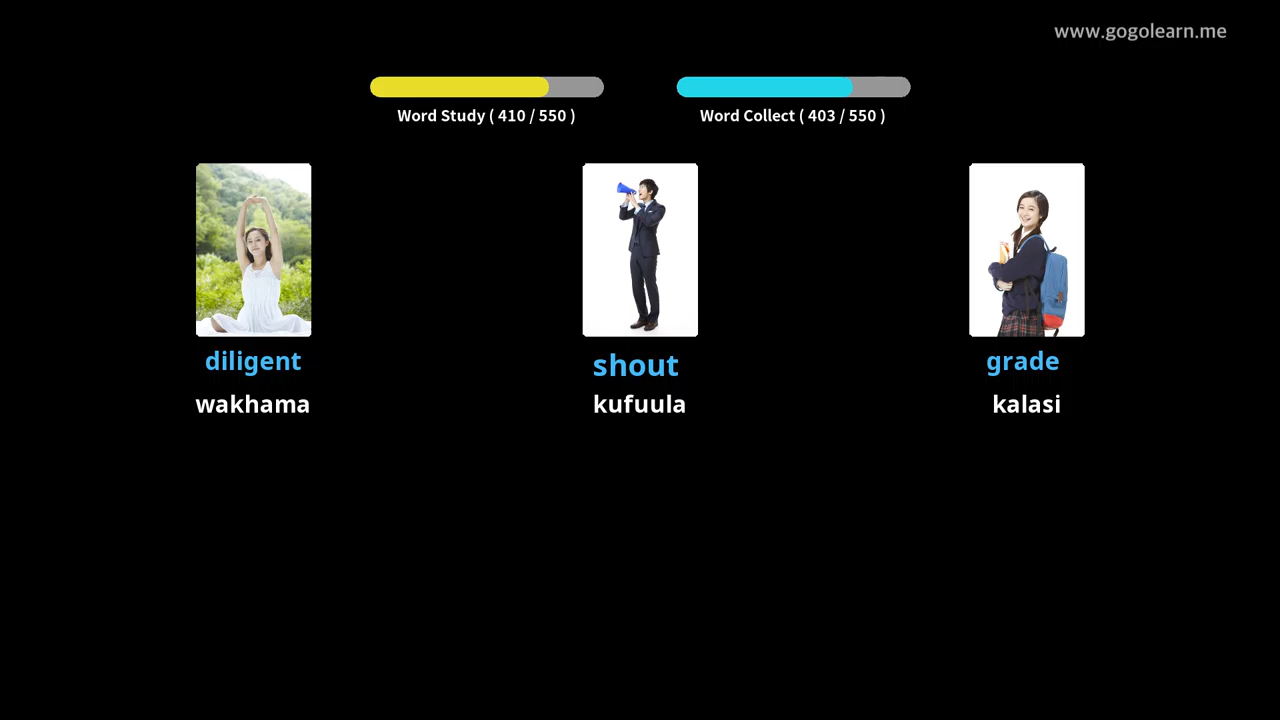 www.gogolearn.me
Word Study ( 410 / 550 )
Word Collect ( 403 / 550 )
diligent
wakhama
shout
kufuula
grade
kalasi